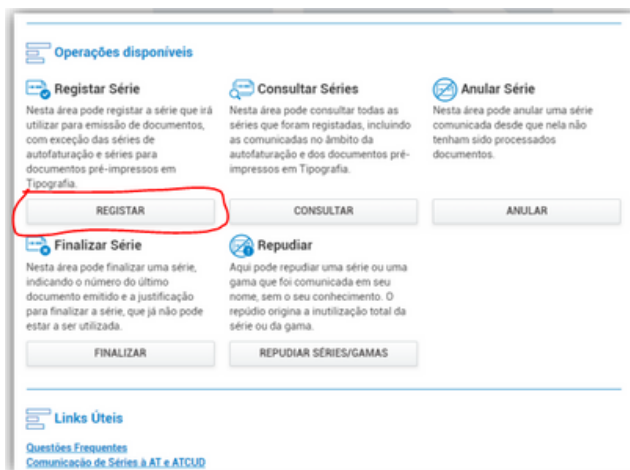 Operações disponíveis
Registar Série
Nesta área pode registar a série que irá
utilizar para emissão de documentos,
com exceção das séries de
autofaturação e séries para
documentos pré-impressos em
Tipografia.
REGISTAR
Consultar Séries
Nesta área pode consultar todas as
séries que foram registadas, incluindo
as comunicadas no âmbito da
autofaturação e dos documentos pré-
impressos em Tipografia.
CONSULTAR
Anular Série
Nesta área pode anular uma série
comunicada desde que nela não
tenham sido processados
documentos.
ANULAR
Finalizar Série
Nesta área pode finalizar uma série,
indicando o número do último
documento emitido e a justificação
para finalizar a série, que já não pode
estar a ser utilizada.
FINALIZAR
Repudiar
Aqui pode repudiar uma série ou uma
gama que foi comunicada em seu
nome, sem o seu conhecimento. O
repúdio origina a inutilização total da
série ou da gama.
REPUDIAR SÉRIES/GAMAS
Links Úteis
Questões Frequentes
Comunicação de Séries à AT e ATCUD